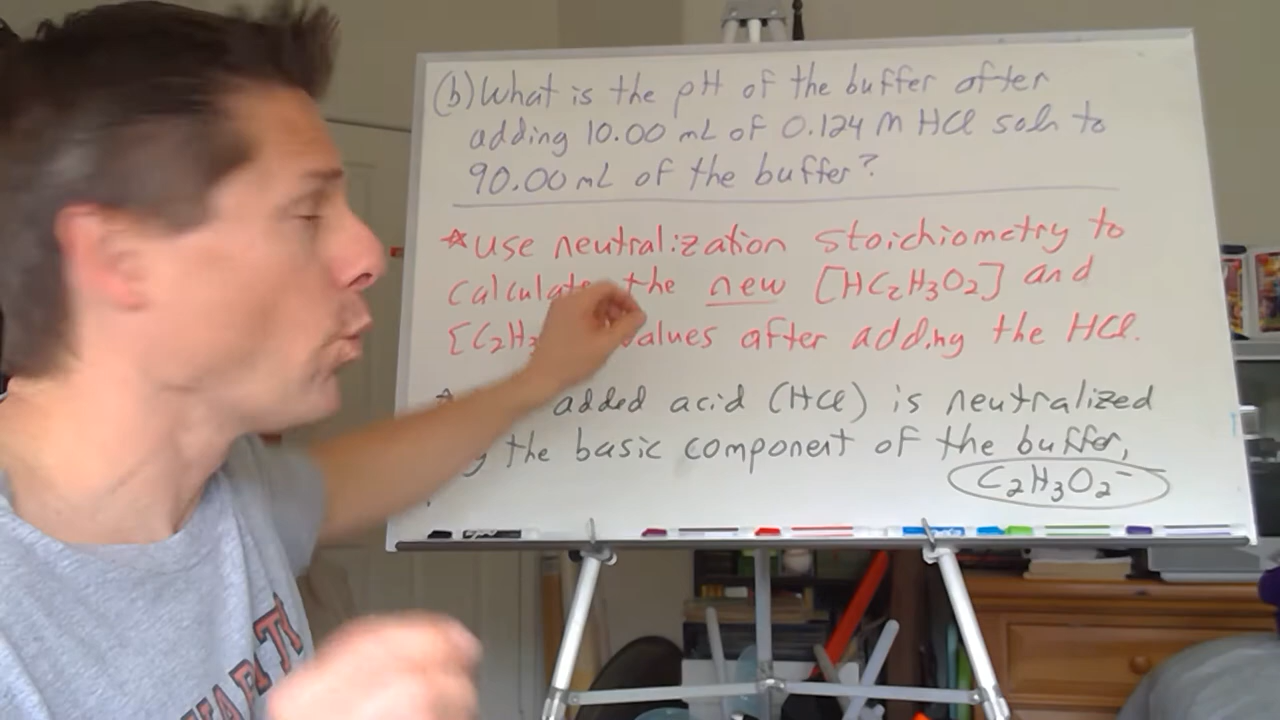 (b) What is the pH of the buffer after
adding 10.00 mL of 0.124 M HCl soln to
90.00 mL of the buffer?
☆ use neutralization stoichiometry to
calculate the new [HC₂H₃O₂] and
[C₂H₃ values after adding the HCl.
added acid (HCl) is neutralized
the basic component of the buffer,
C₂H₃O₂⁻